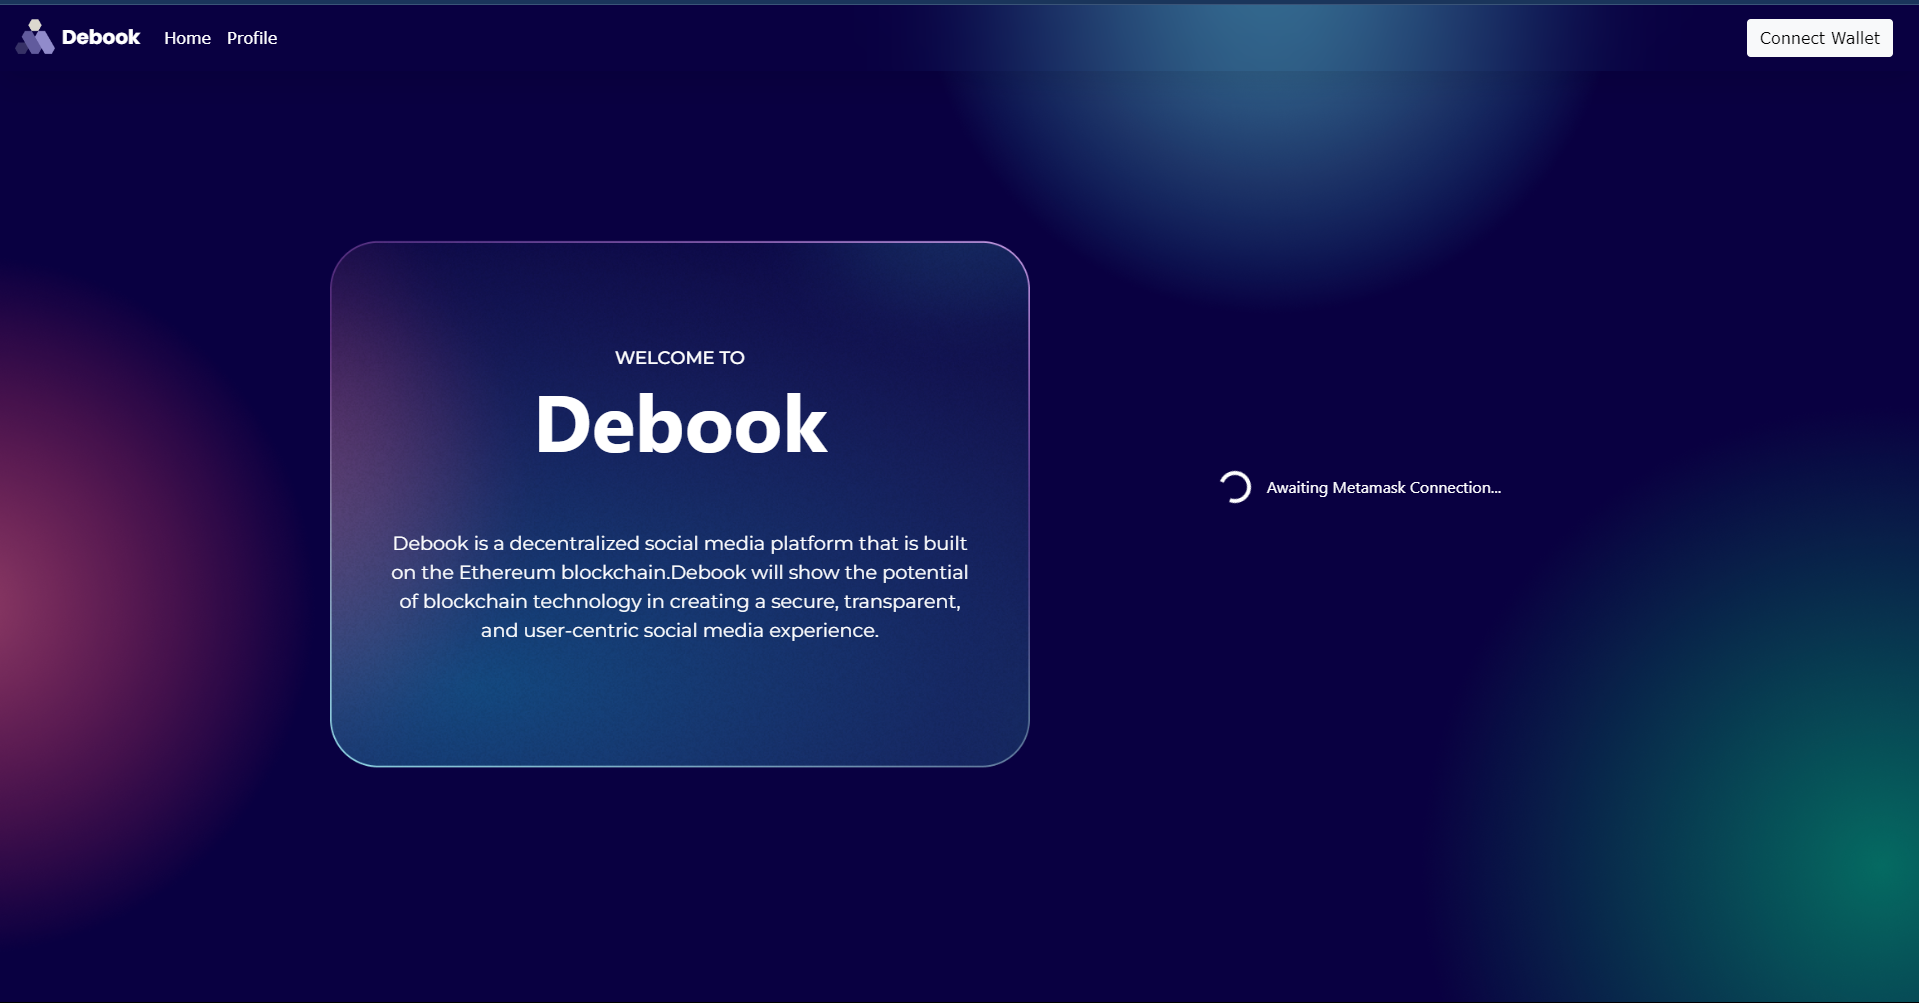 Debook
Home
Profile
Connect Wallet
WELCOME TO
Debook
Debook is a decentralized social media platform that is built
on the Ethereum blockchain.Debook will show the potential
of blockchain technology in creating a secure, transparent,
and user-centric social media experience.
Awaiting Metamask Connection...